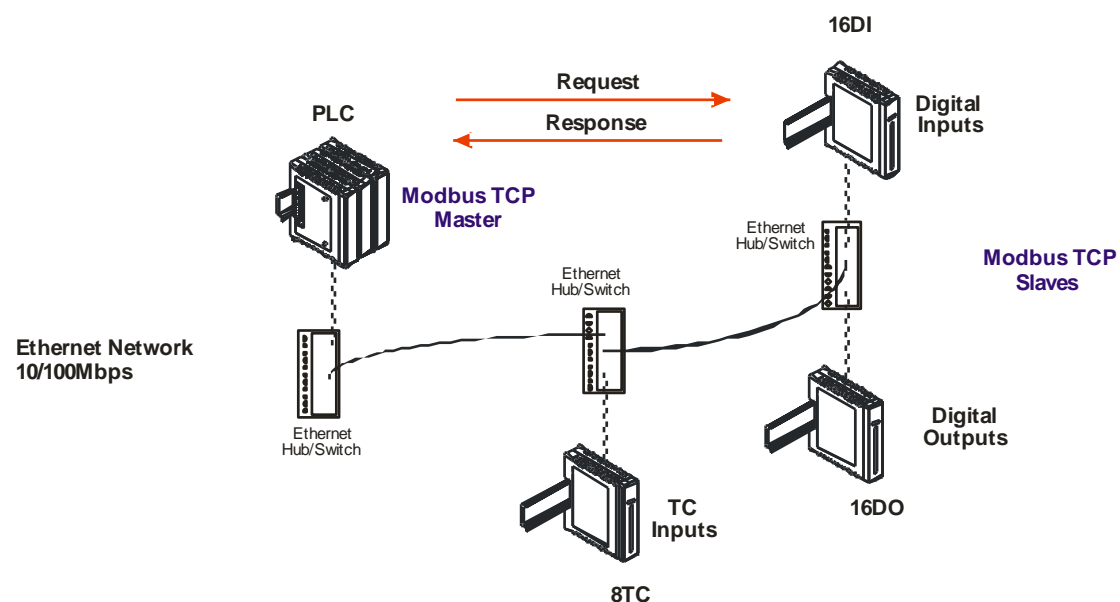 16DI
Request
Digital
Inputs
PLC
Response
Modbus TCP
Master
Ethernet
Hub/Switch
Modbus TCP
Slaves
Ethernet
Hub/Switch
Ethernet Network
10/100Mbps
Ethernet
Hub/Switch
Digital
Outputs
TC
Inputs
16DO
8TC